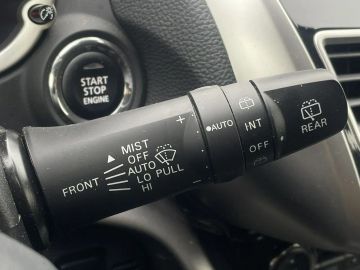 START
STOP
ENGINE
MIST
OFF
AUTO
LO PULL
HI
FRONT
+
−
●AUTO
INT
OFF
REAR